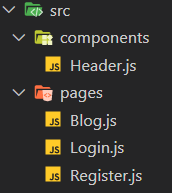 src
components
JS Header.js
pages
JS Blog.js
JS Login.js
JS Register.js